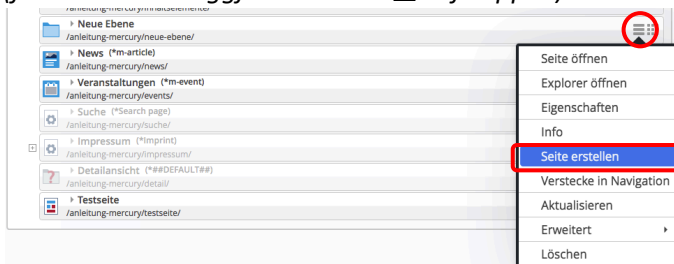 /anleitung-mercury/inhaltselemente/
Neue Ebene
/anleitung-mercury/neue-ebene/
News (*m-article)
/anleitung-mercury/news/
Veranstaltungen (*m-event)
/anleitung-mercury/events/
Suche (*Search page)
/anleitung-mercury/suche/
Impressum (*Imprint)
/anleitung-mercury/impressum/
Detailansicht (*##DEFAULT##)
/anleitung-mercury/detail/
Testseite
/anleitung-mercury/testseite/
Seite öffnen
Explorer öffnen
Eigenschaften
Info
Seite erstellen
Verstecke in Navigation
Aktualisieren
Erweitert
Löschen